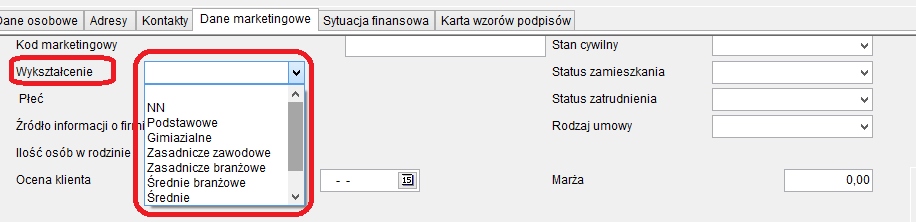 Dane osobowe Adresy Kontakty Dane marketingowe Sytuacja finansowa Karta wzorów podpisów
Kod marketingowy Stan cywilny
Wykształcenie Status zamieszkania
Płeć Status zatrudnienia
NN
Podstawowe
Źródło informacji o firmi Gimiazialne Rodzaj umowy
Ilość osób w rodzinie Zasadnicze zawodowe
Zasadnicze branżowe
Ocena klienta Średnie branżowe - - 15 Marża 0,00
Średnie